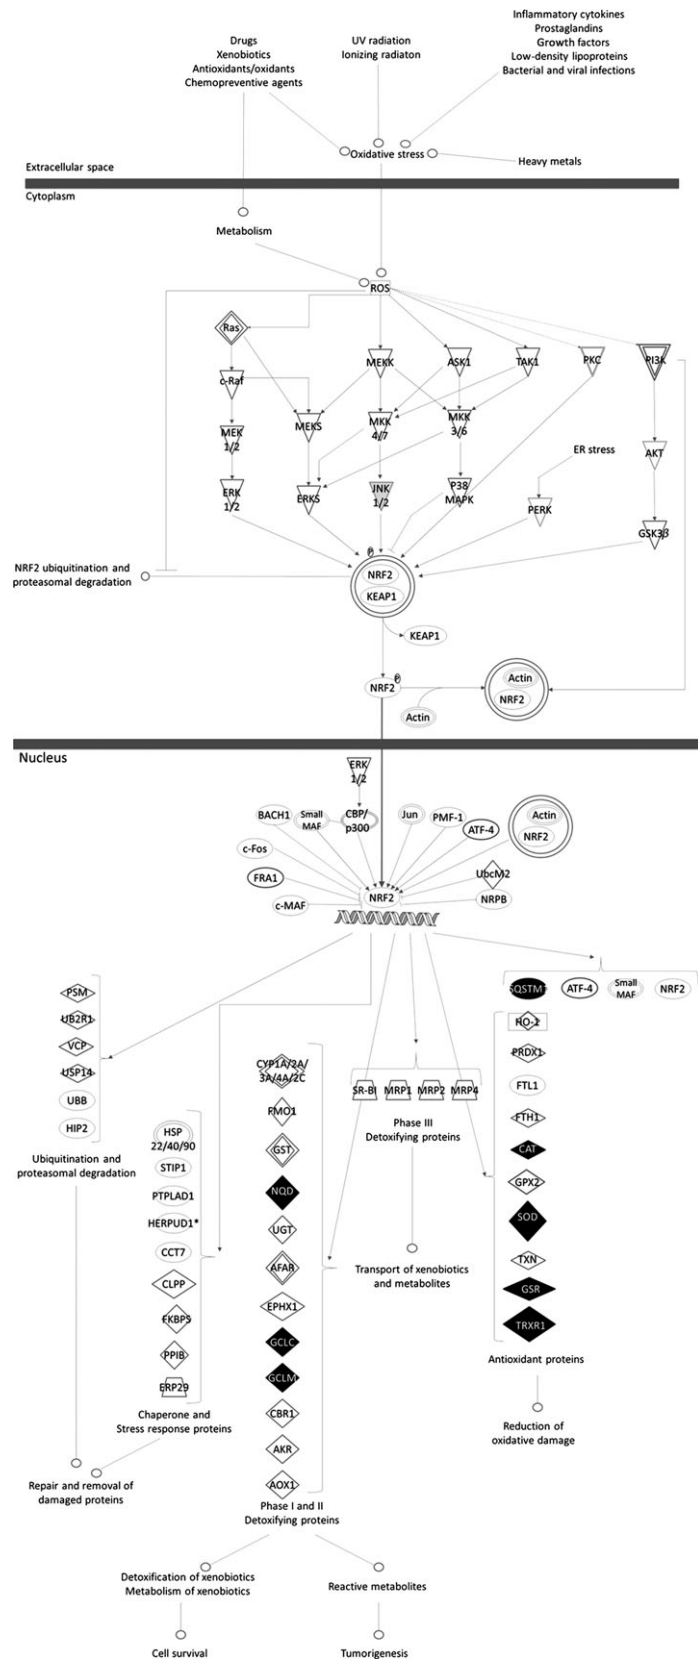 Inflammatory cytokines
Prostaglandins
Growth factors
Low-density lipoproteins
Bacterial and viral infections
Drugs
Xenobiotics
Antioxidants/oxidants
Chemopreventive agents
UV radiation
Ionizing radiaton
Oxidative stress
Heavy metals
Extracellular space
Cytoplasm
Metabolism
ROS
Ras
c-Raf
MEKK
ASK1
TAK1
PKC
PI3K
MEK
1/2
MEKS
MKK
4/7
MKK
3/6
AKT
ER stress
ERK
1/2
ERKS
JNK
1/2
P38
MAPK
PERK
GSK3β
NRF2 ubiquitination and
proteasomal degradation
P
NRF2
KEAP1
KEAP1
NRF2
P
Actin
Actin
NRF2
Nucleus
ERK
1/2
BACH1
Small
MAF
CBP/
p300
Jun
PMF-1
ATF-4
Actin
NRF2
c-Fos
FRA1
c-MAF
NRF2
UbcM2
NRPB
PSM
UB2R1
VCP
USP14
UBB
HIP2
Ubiquitination and
proteasomal degradation
HSP
22/40/90
STIP1
PTPLAD1
HERPUD1*
CCT7
CLPP
FKBP5
PPIB
ERP29
Chaperone and
Stress response proteins
Repair and removal of
damaged proteins
CYP1A/2A/
3A/4A/2C
FMO1
GST
NQD
UGT
AFAR
EPHX1
GCLC
GCLM
CBR1
AKR
AOX1
Phase I and II
Detoxifying proteins
SR-BI
MRP1
MRP2
MRP4
Phase III
Detoxifying proteins
Transport of xenobiotics
and metabolites
SQSTM1
ATF-4
Small
MAF
NRF2
HO-1
PRDX1
FTL1
FTH1
CAT
GPX2
SOD
TXN
GSR
TRXR1
Antioxidant proteins
Reduction of
oxidative damage
Detoxification of xenobiotics
Metabolism of xenobiotics
Reactive metabolites
Cell survival
Tumorigenesis